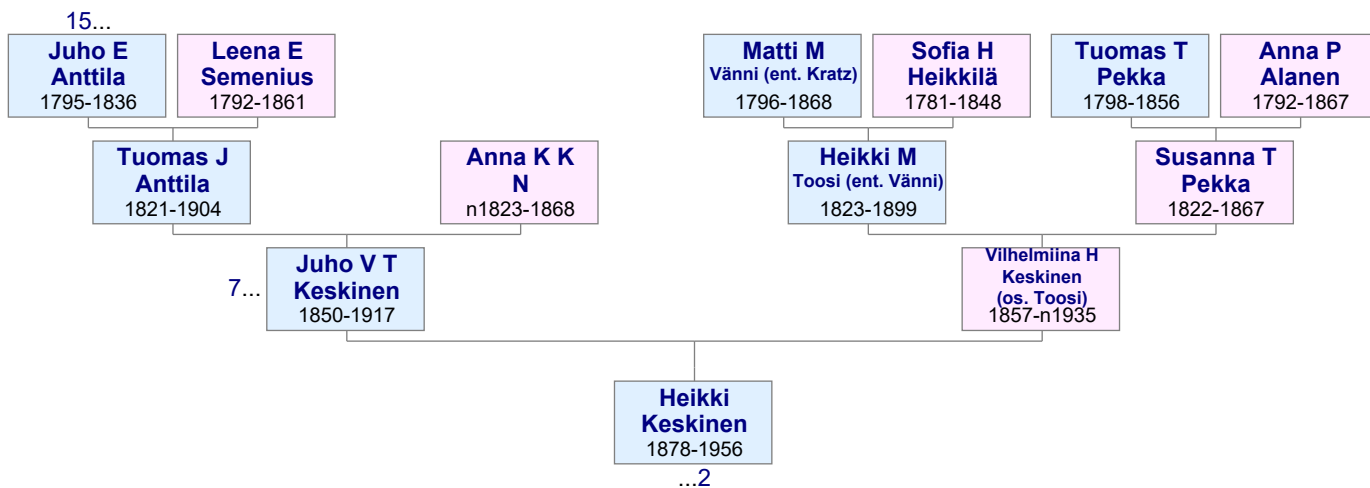 15...
Juho E
Anttila
1795-1836
Leena E
Semenius
1792-1861
Matti M
Vänni (ent. Kratz)
1796-1868
Sofia H
Heikkilä
1781-1848
Tuomas T
Pekka
1798-1856
Anna P
Alanen
1792-1867
Tuomas J
Anttila
1821-1904
Anna K K
N
n1823-1868
Heikki M
Toosi (ent. Vänni)
1823-1899
Susanna T
Pekka
1822-1867
7...
Juho V T
Keskinen
1850-1917
Vilhelmiina H
Keskinen
(os. Toosi)
1857-n1935
Heikki
Keskinen
1878-1956
...2